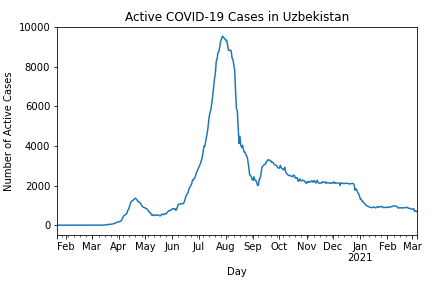 Active COVID-19 Cases in Uzbekistan
Number of Active Cases
10000
8000
6000
4000
2000
0
Feb Mar Apr May Jun Jul Aug Sep Oct Nov Dec Jan Feb Mar
2021
Day